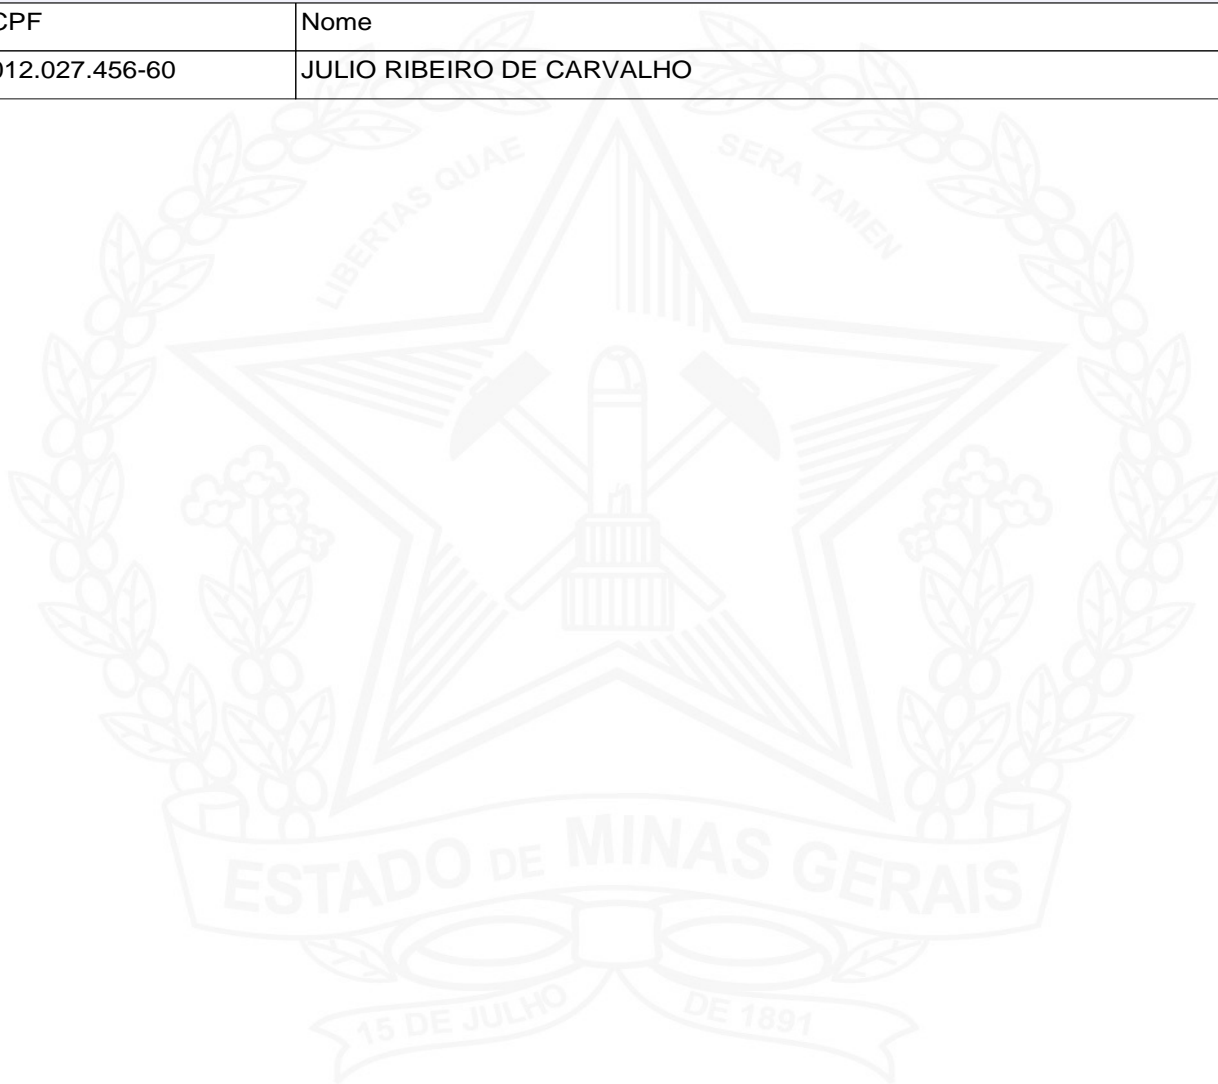 CPF Nome
012.027.456-60 JULIO RIBEIRO DE CARVALHO
LIBERTAS QUAE SERA TAMEN
ESTADO DE MINAS GERAIS
15 DE JULHO DE 1891